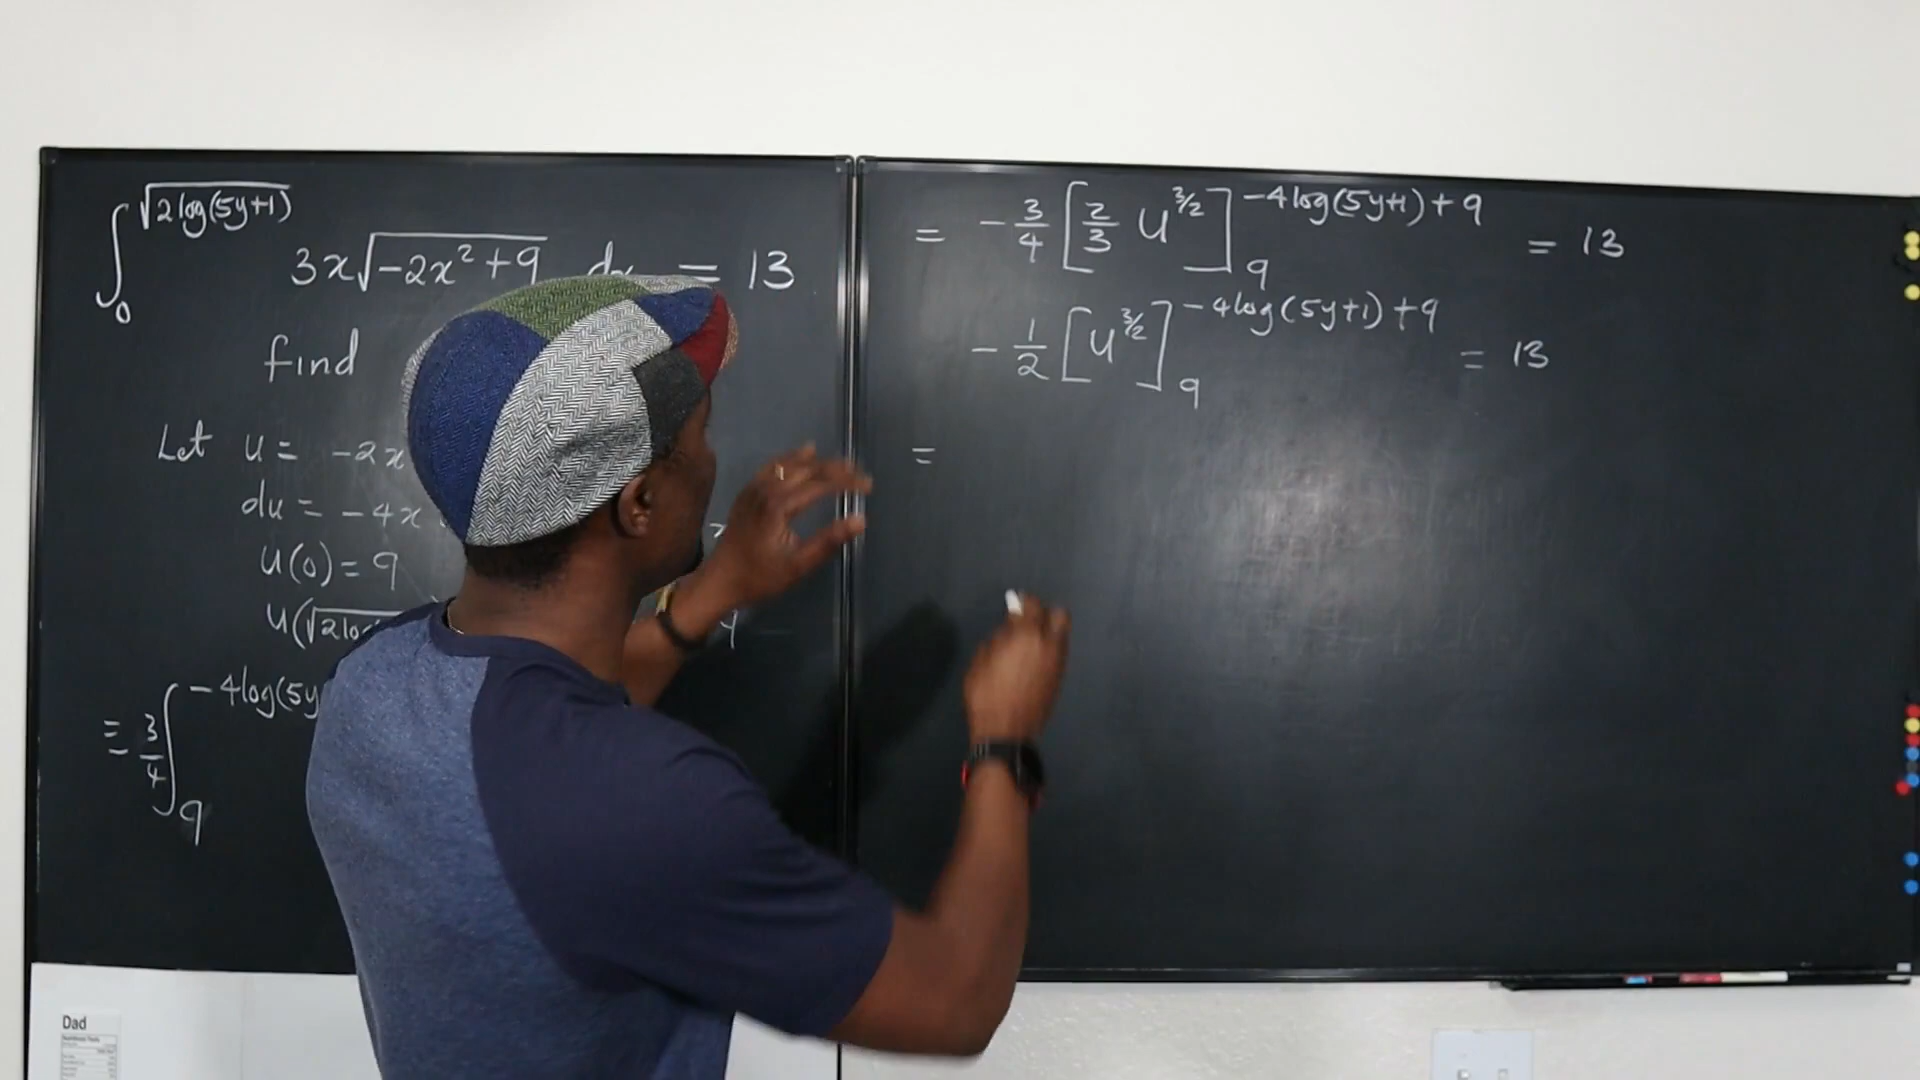 ∫₀^√(2log(5y+1)) 3x√(-2x² + 9) dx = 13
find
Let u = -2x
du = -4x
u(0) = 9
u(√2log
= 3/4 ∫₉^-4log(5y
= -3/4 [2/3 u^3/2]₉^-4log(5y+1)+9 = 13
-1/2 [u^3/2]₉^-4log(5y+1)+9 = 13
=
Dad